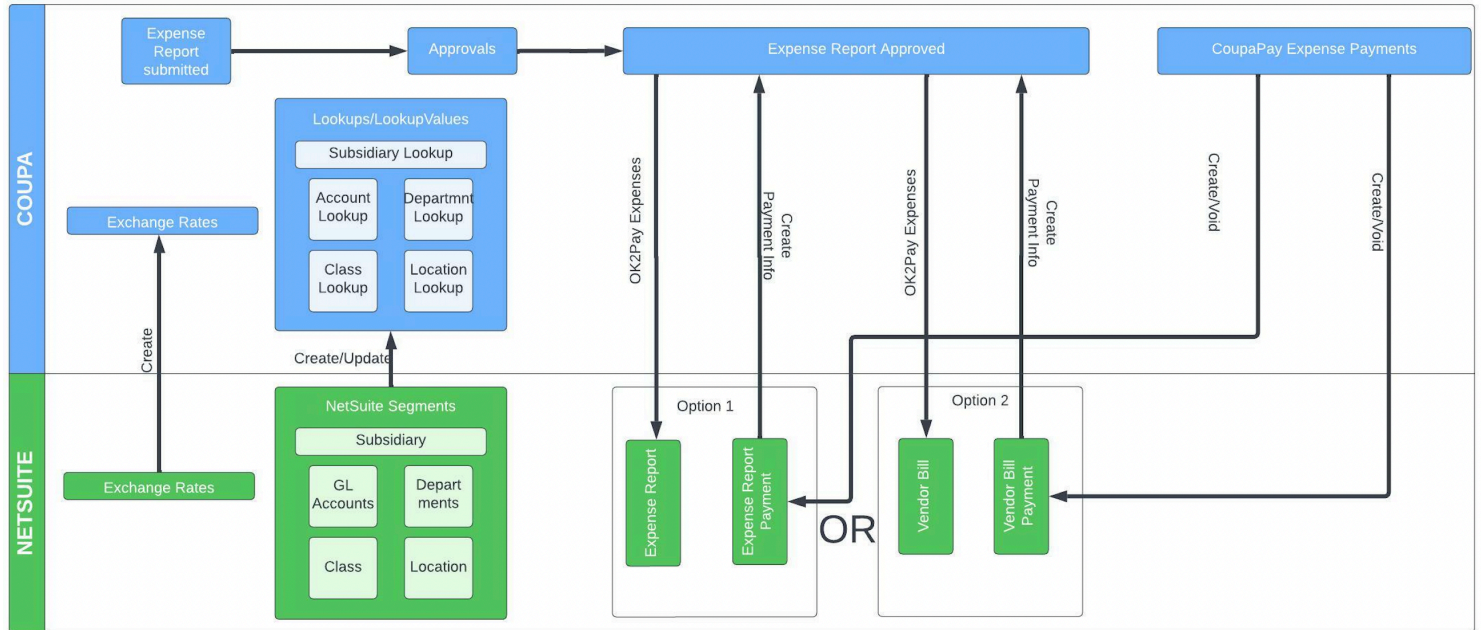 COUPA
Expense
Report
submitted
Approvals
Expense Report Approved
CoupaPay Expense Payments
Lookups/LookupValues
Subsidiary Lookup
Account
Lookup
Departmnt
Lookup
Class
Lookup
Location
Lookup
Exchange Rates
OK2Pay Expenses
Create
Payment Info
OK2Pay Expenses
Create
Payment Info
Create/Void
Create/Void
Create
Create/Update
NETSUITE
Exchange Rates
NetSuite Segments
Subsidiary
GL
Accounts
Depart
ments
Class
Location
Option 1
Expense Report
Expense Report
Payment
OR
Option 2
Vendor Bill
Vendor Bill
Payment